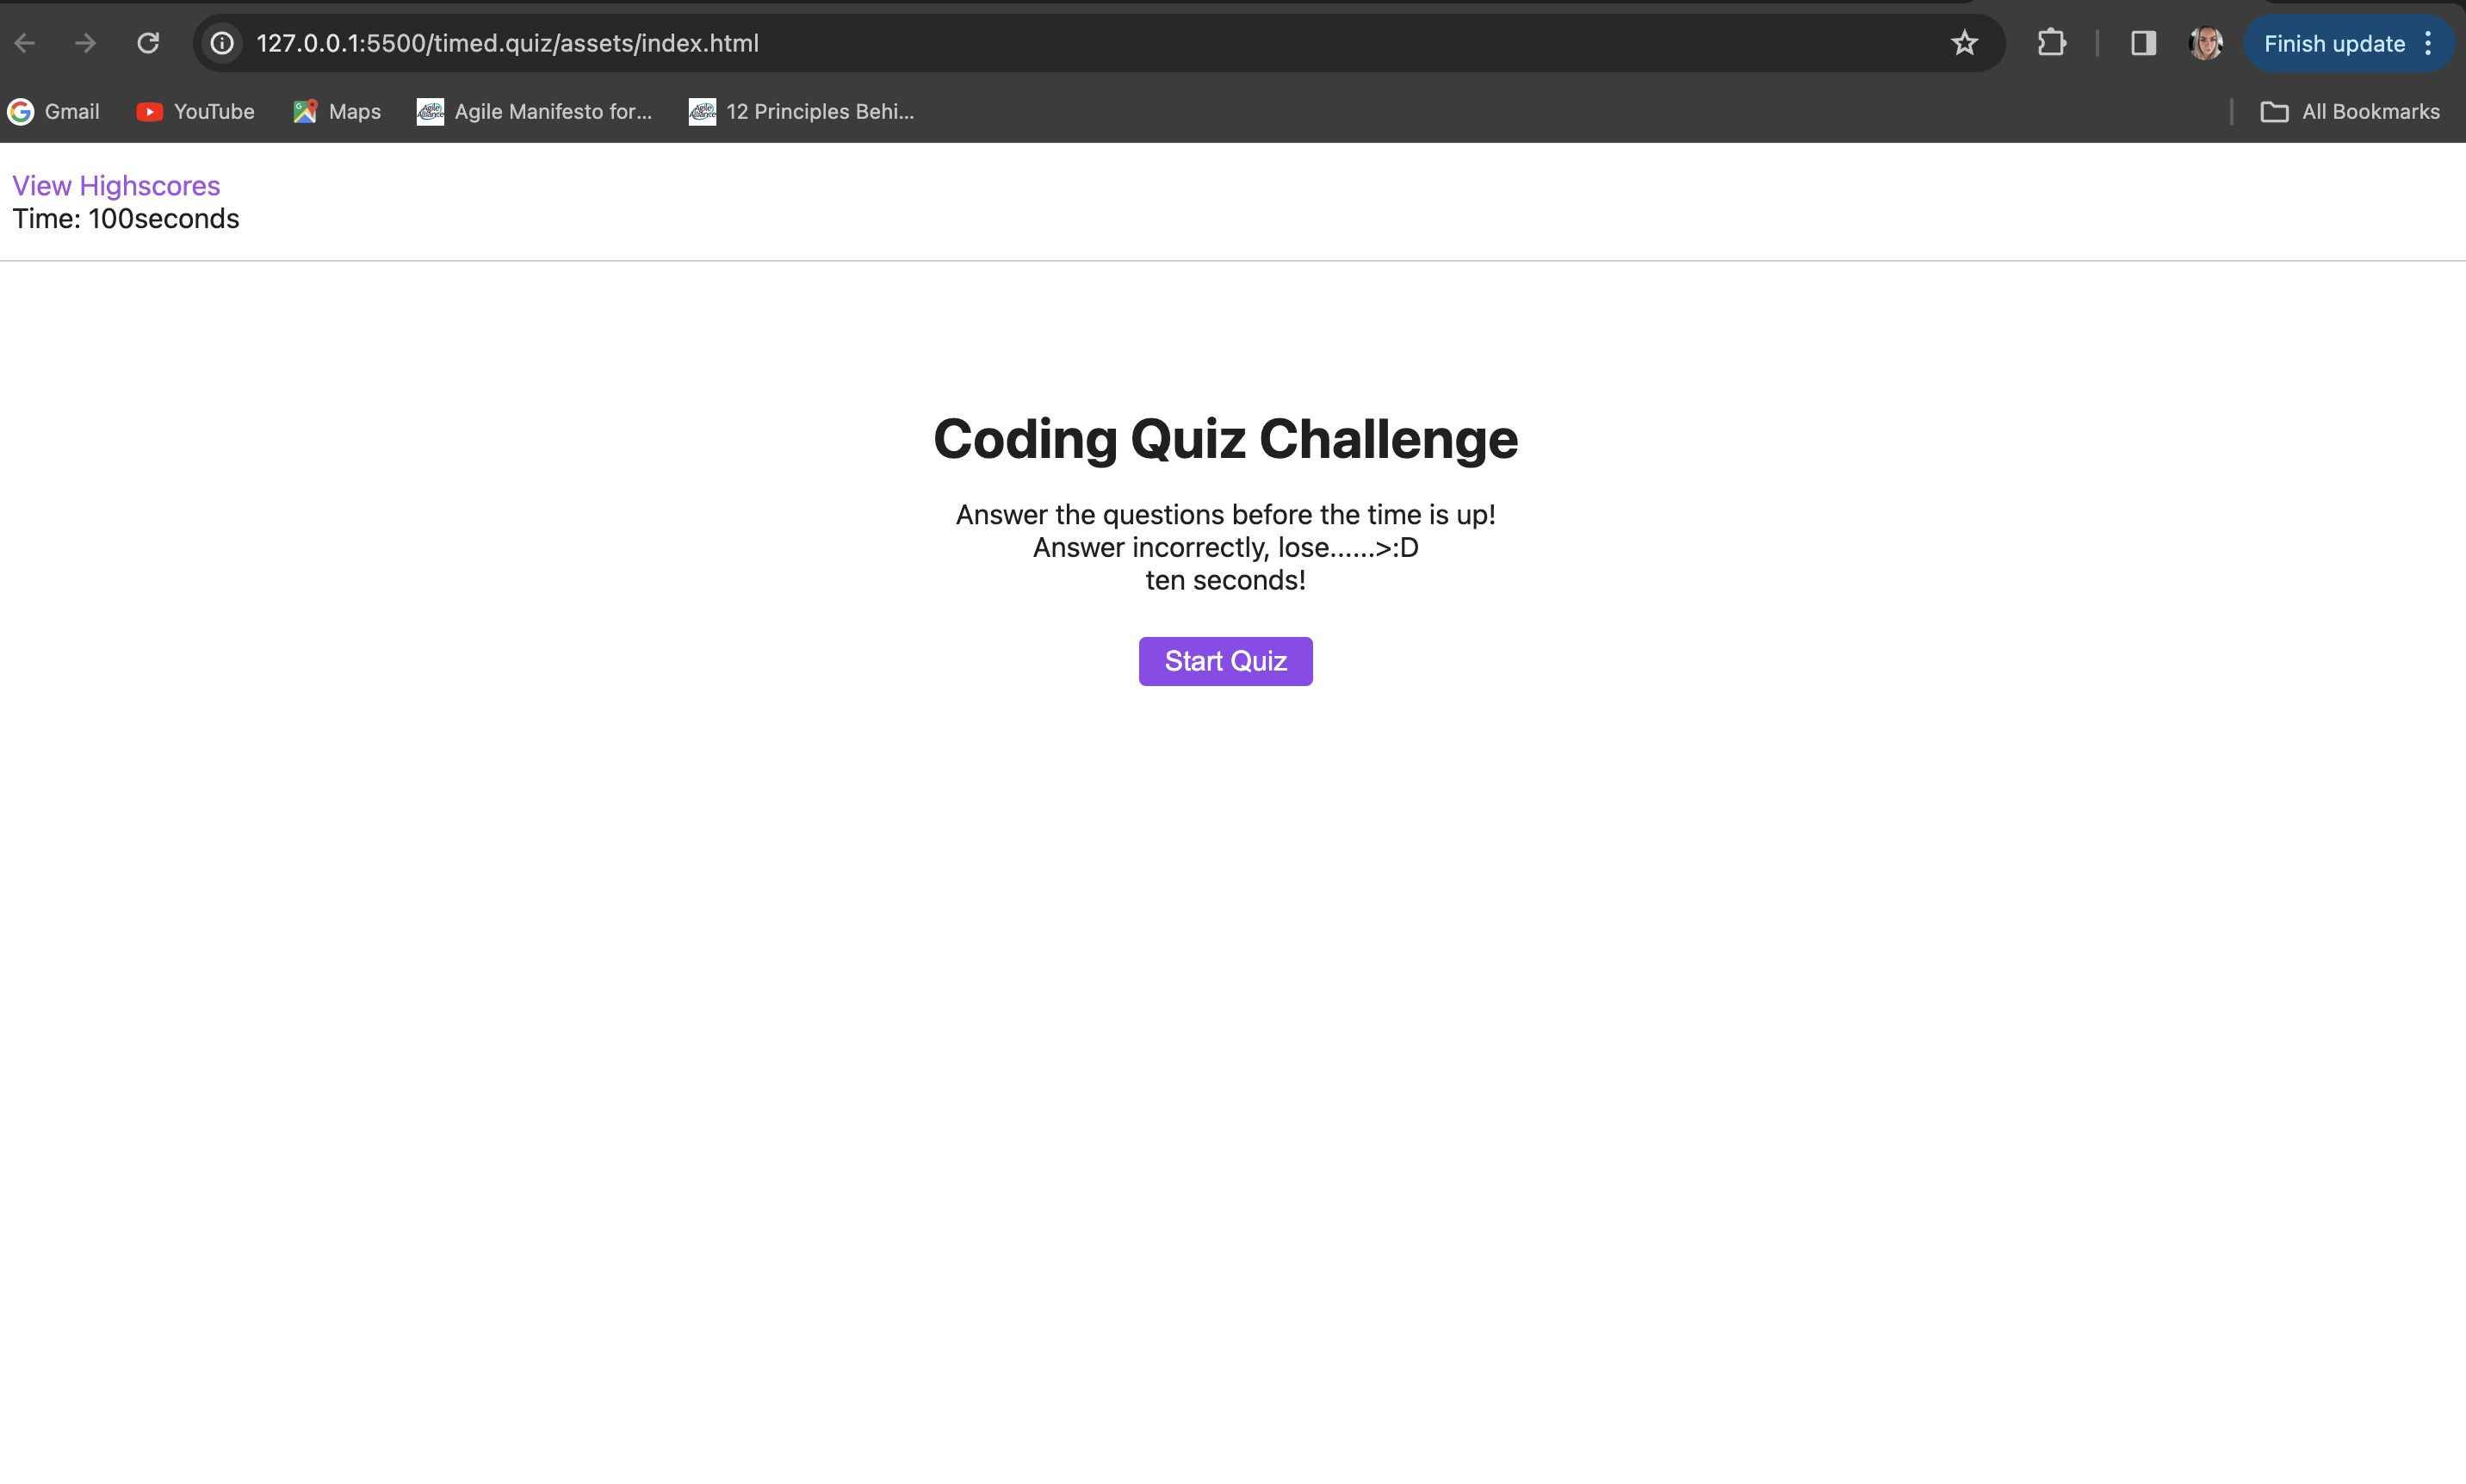 127.0.0.1:5500/timed.quiz/assets/index.html
Finish update
Gmail
YouTube
Maps
Agile Manifesto for...
12 Principles Behi...
All Bookmarks
View Highscores
Time: 100seconds
Coding Quiz Challenge
Answer the questions before the time is up!
Answer incorrectly, lose......>:D
ten seconds!
Start Quiz